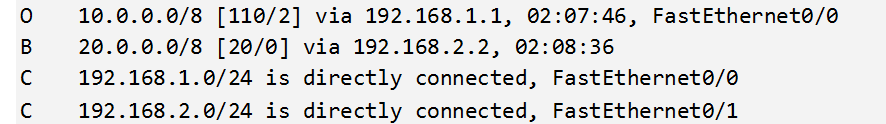 O    10.0.0.0/8 [110/2] via 192.168.1.1, 02:07:46, FastEthernet0/0
B    20.0.0.0/8 [20/0] via 192.168.2.2, 02:08:36
C    192.168.1.0/24 is directly connected, FastEthernet0/0
C    192.168.2.0/24 is directly connected, FastEthernet0/1